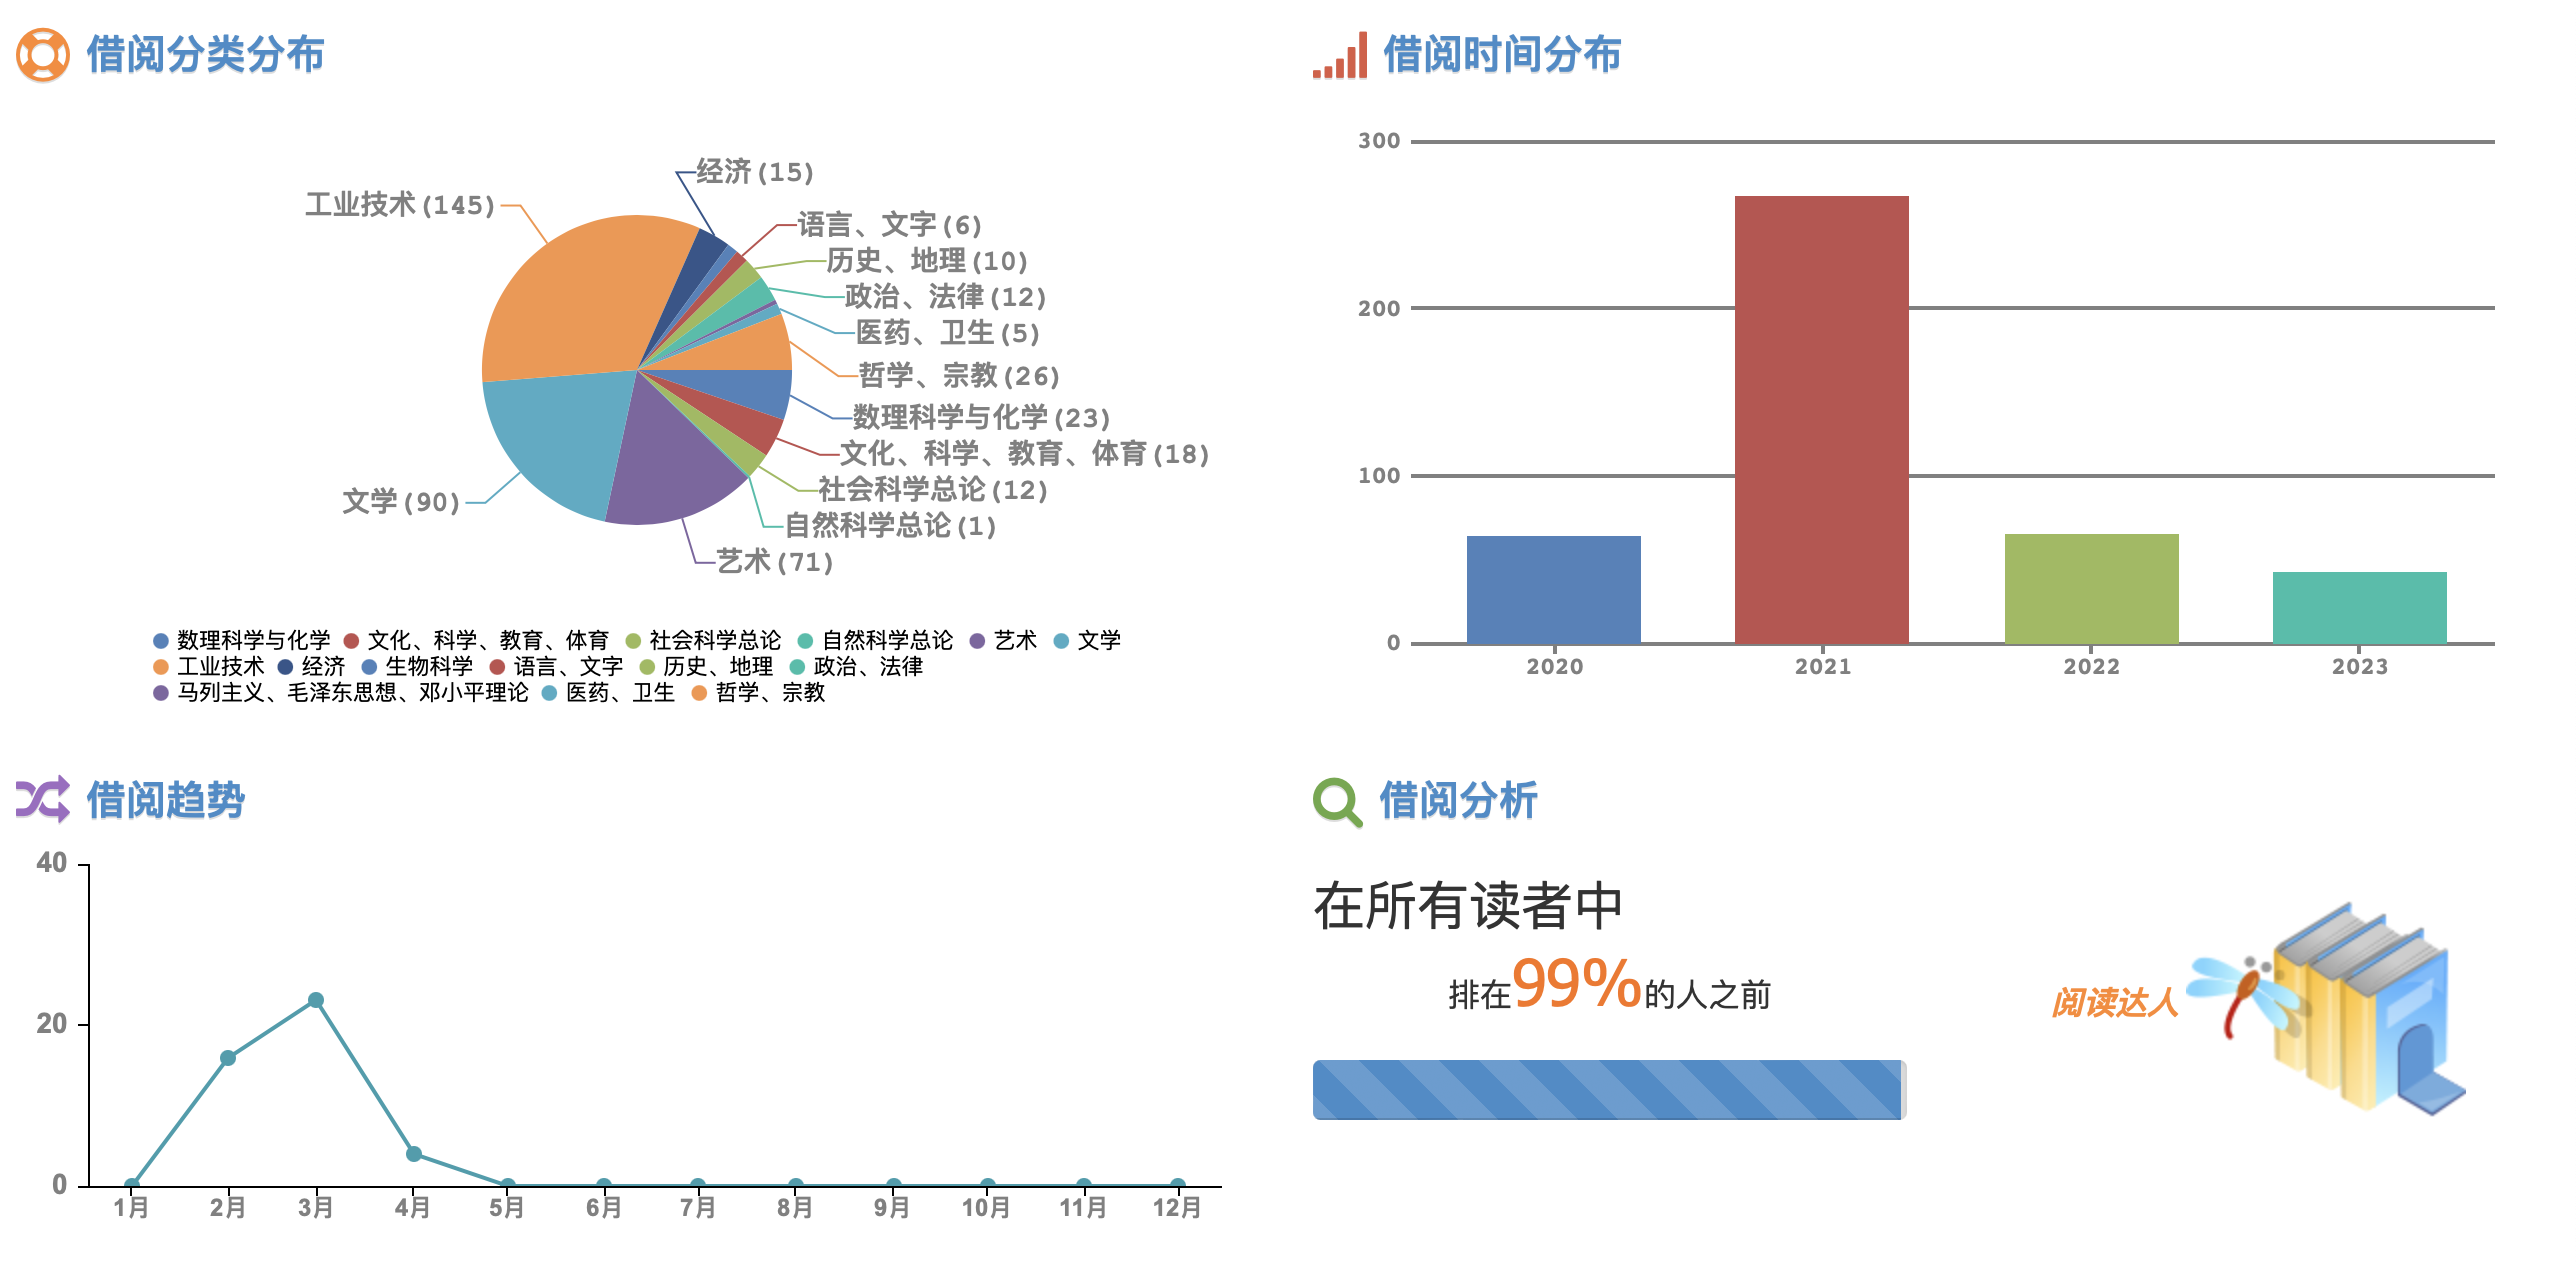 借阅分类分布
经济(15)
工业技术(145)
语言、文字(6)
历史、地理(10)
政治、法律(12)
医药、卫生(5)
哲学、宗教(26)
数理科学与化学(23)
文化、科学、教育、体育(18)
社会科学总论(12)
文学(90)
自然科学总论(1)
艺术(71)
数理科学与化学 文化、科学、教育、体育 社会科学总论 自然科学总论 艺术 文学
工业技术 经济 生物科学 语言、文字 历史、地理 政治、法律
马列主义、毛泽东思想、邓小平理论 医药、卫生 哲学、宗教
借阅时间分布
300
200
100
0
2020 2021 2022 2023
借阅趋势
40
20
0
1月 2月 3月 4月 5月 6月 7月 8月 9月 10月 11月 12月
借阅分析
在所有读者中
排在99%的人之前
阅读达人